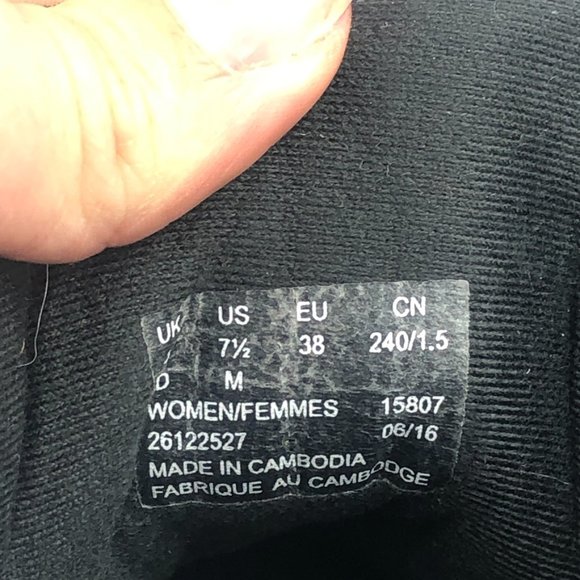 UK US EU CN
7½ 38 240/1.5
D M
WOMEN/FEMMES 15807
26122527 06/16
MADE IN CAMBODIA
FABRIQUE AU CAMBODGE